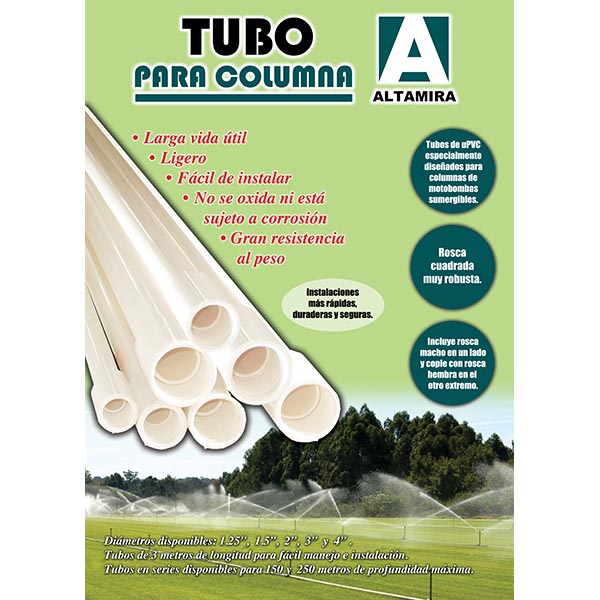 TUBO
PARA COLUMNA
A
ALTAMIRA
• Larga vida útil
• Ligero
• Fácil de instalar
• No se oxida ni está
sujeto a corrosión
• Gran resistencia
al peso
Instalaciones
más rápidas,
duraderas y seguras.
Tubos de uPVC
especialmente
diseñados para
columnas de
motobombas
sumergibles.
Rosca
cuadrada
muy robusta.
Incluye rosca
macho en un lado
y cople con rosca
hembra en el
otro extremo.
Diámetros disponibles: 1.25”, 1.5”, 2”, 3” y 4” .
Tubos de 3 metros de longitud para fácil manejo e instalación.
Tubos en series disponibles para 150 y 250 metros de profundidad máxima.